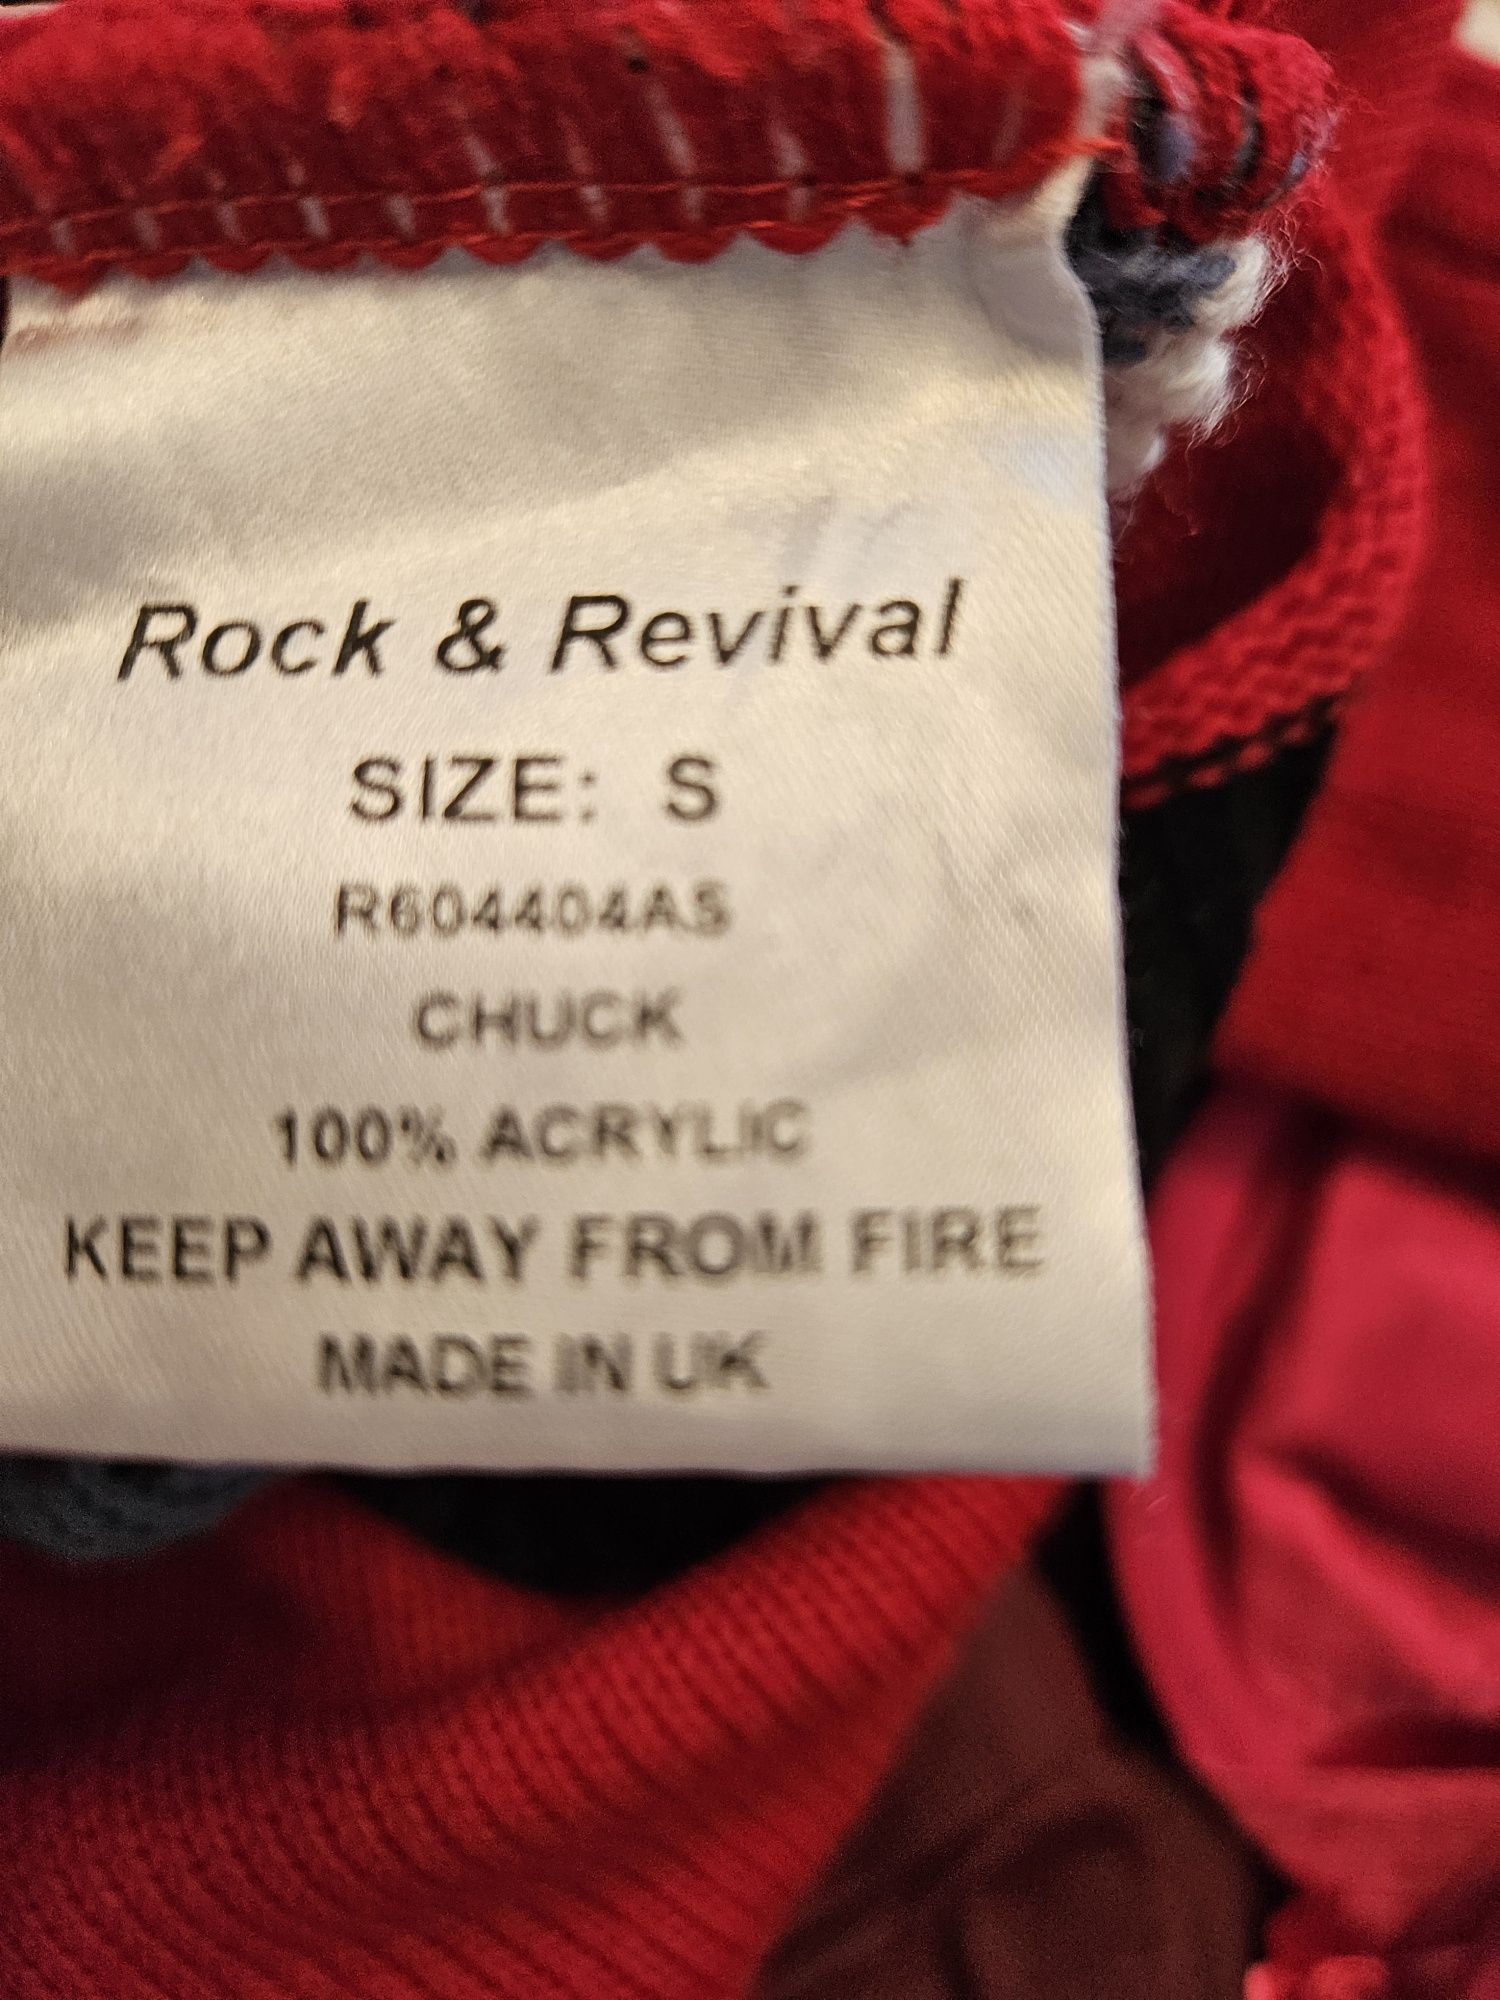 Rock & Revival
SIZE: S
R604404AS
CHUCK
100% ACRYLIC
KEEP AWAY FROM FIRE
MADE IN UK